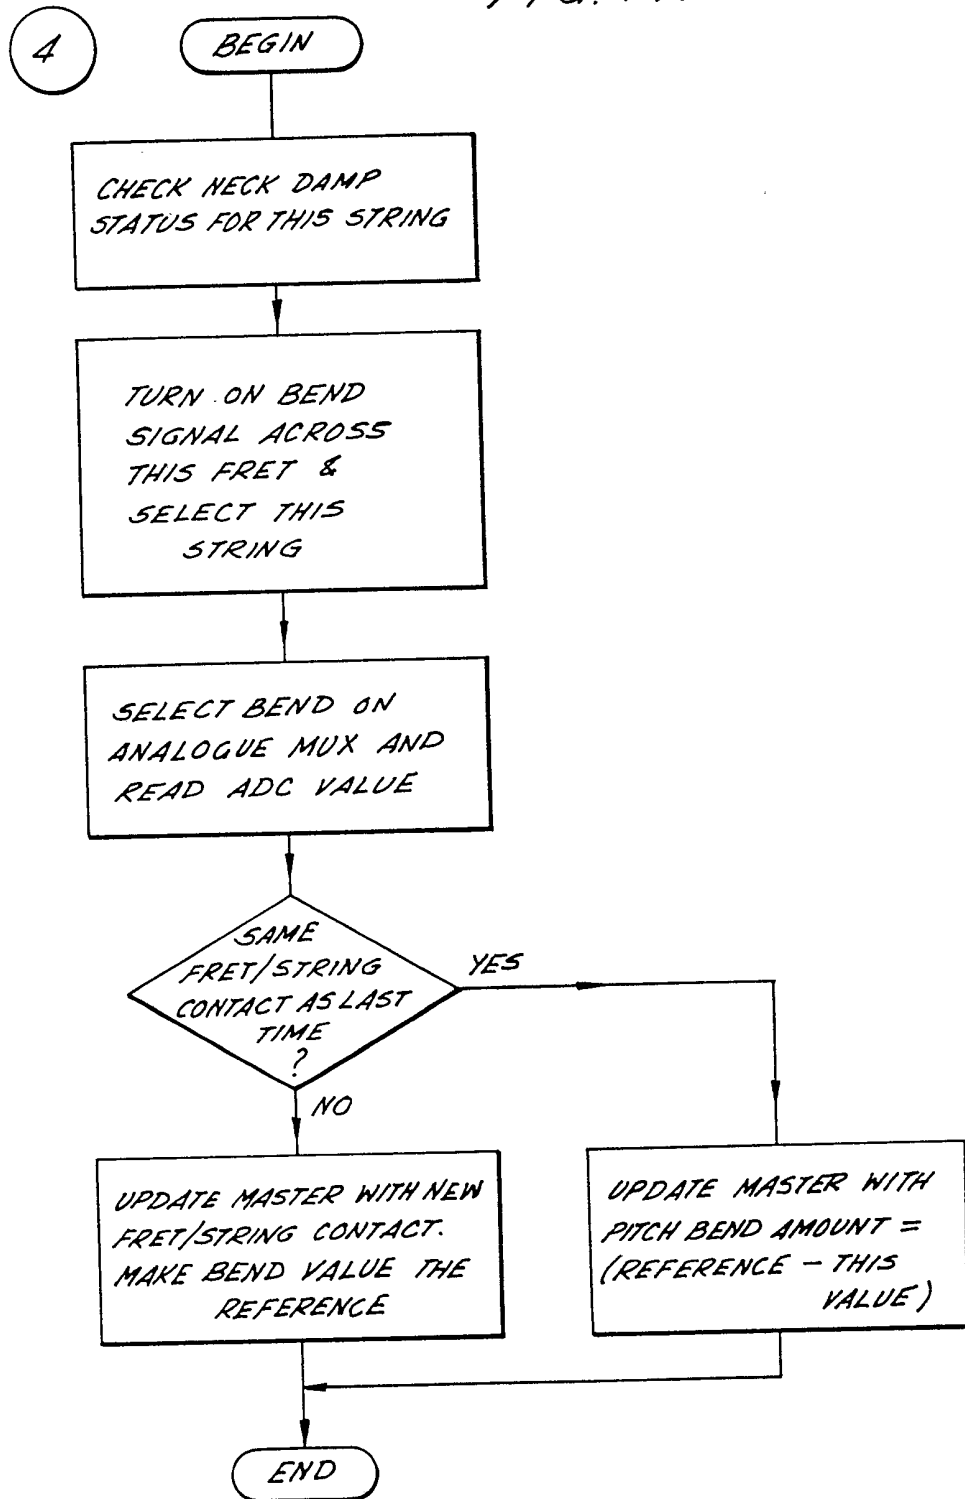 4
BEGIN
CHECK NECK DAMP
STATUS FOR THIS STRING
TURN ON BEND
SIGNAL ACROSS
THIS FRET &
SELECT THIS
STRING
SELECT BEND ON
ANALOGUE MUX AND
READ ADC VALUE
SAME
FRET/STRING
CONTACT AS LAST
TIME
?
YES
NO
UPDATE MASTER WITH NEW
FRET/STRING CONTACT.
MAKE BEND VALUE THE
REFERENCE
UPDATE MASTER WITH
PITCH BEND AMOUNT =
(REFERENCE - THIS
VALUE)
END